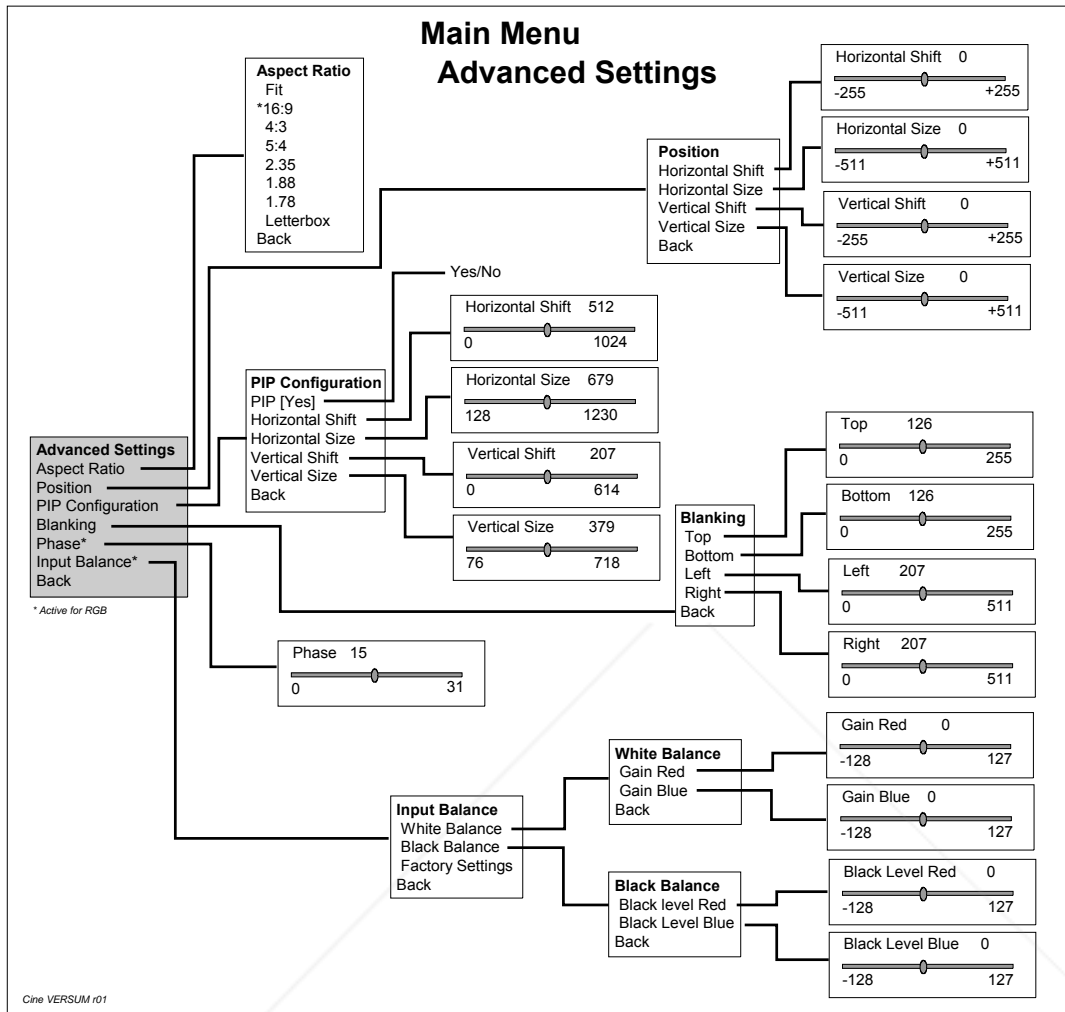 Main Menu
Advanced Settings
Aspect Ratio
Fit
*16:9
4:3
5:4
2.35
1.88
1.78
Letterbox
Back
Position
Horizontal Shift
Horizontal Size
Vertical Shift
Vertical Size
Back
Horizontal Shift 0
-255 +255
Horizontal Size 0
-511 +511
Vertical Shift 0
-255 +255
Vertical Size 0
-511 +511
Yes/No
Horizontal Shift 512
0 1024
Horizontal Size 679
128 1230
Vertical Shift 207
0 614
Vertical Size 379
76 718
PIP Configuration
PIP [Yes]
Horizontal Shift
Horizontal Size
Vertical Shift
Vertical Size
Back
Advanced Settings
Aspect Ratio
Position
PIP Configuration
Blanking
Phase*
Input Balance*
Back
* Active for RGB
Blanking
Top
Bottom
Left
Right
Back
Top 126
0 255
Bottom 126
0 255
Left 207
0 511
Right 207
0 511
Phase 15
0 31
Input Balance
White Balance
Black Balance
Factory Settings
Back
White Balance
Gain Red
Gain Blue
Back
Gain Red 0
-128 127
Gain Blue 0
-128 127
Black Balance
Black level Red
Black Level Blue
Back
Black Level Red 0
-128 127
Black Level Blue 0
-128 127
Cine VERSUM r01